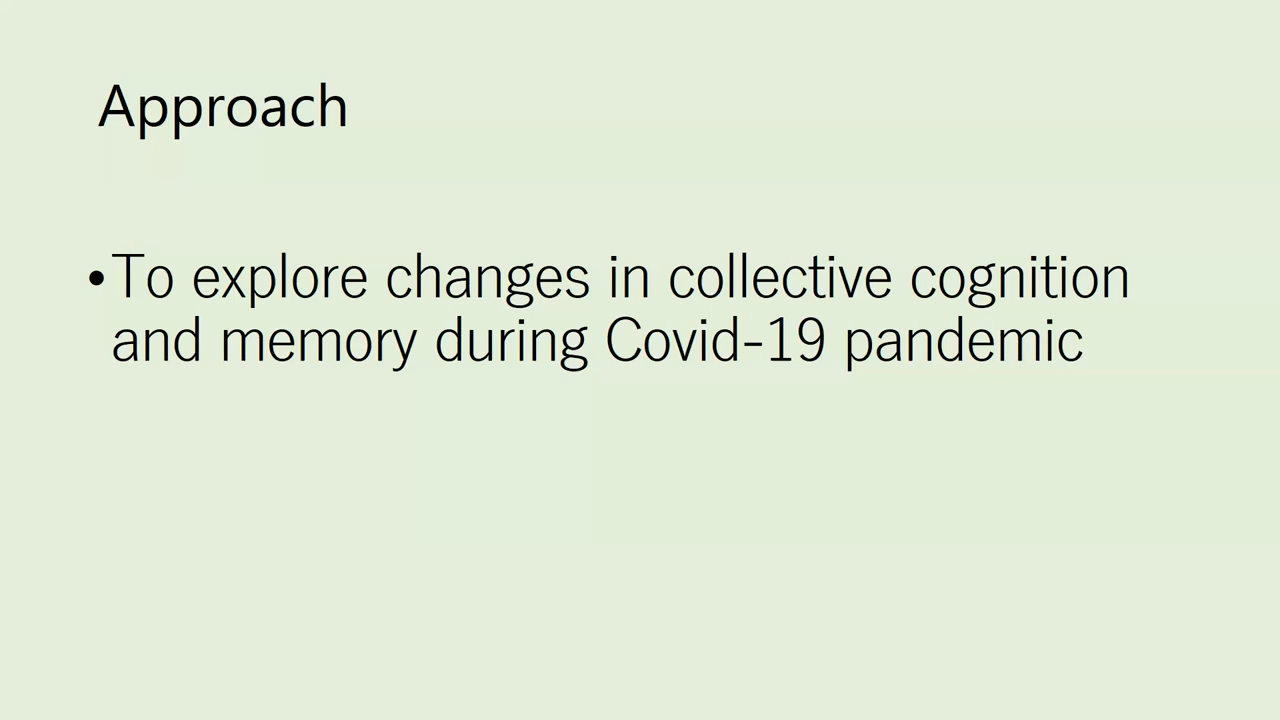 Approach
•To explore changes in collective cognition
and memory during Covid-19 pandemic